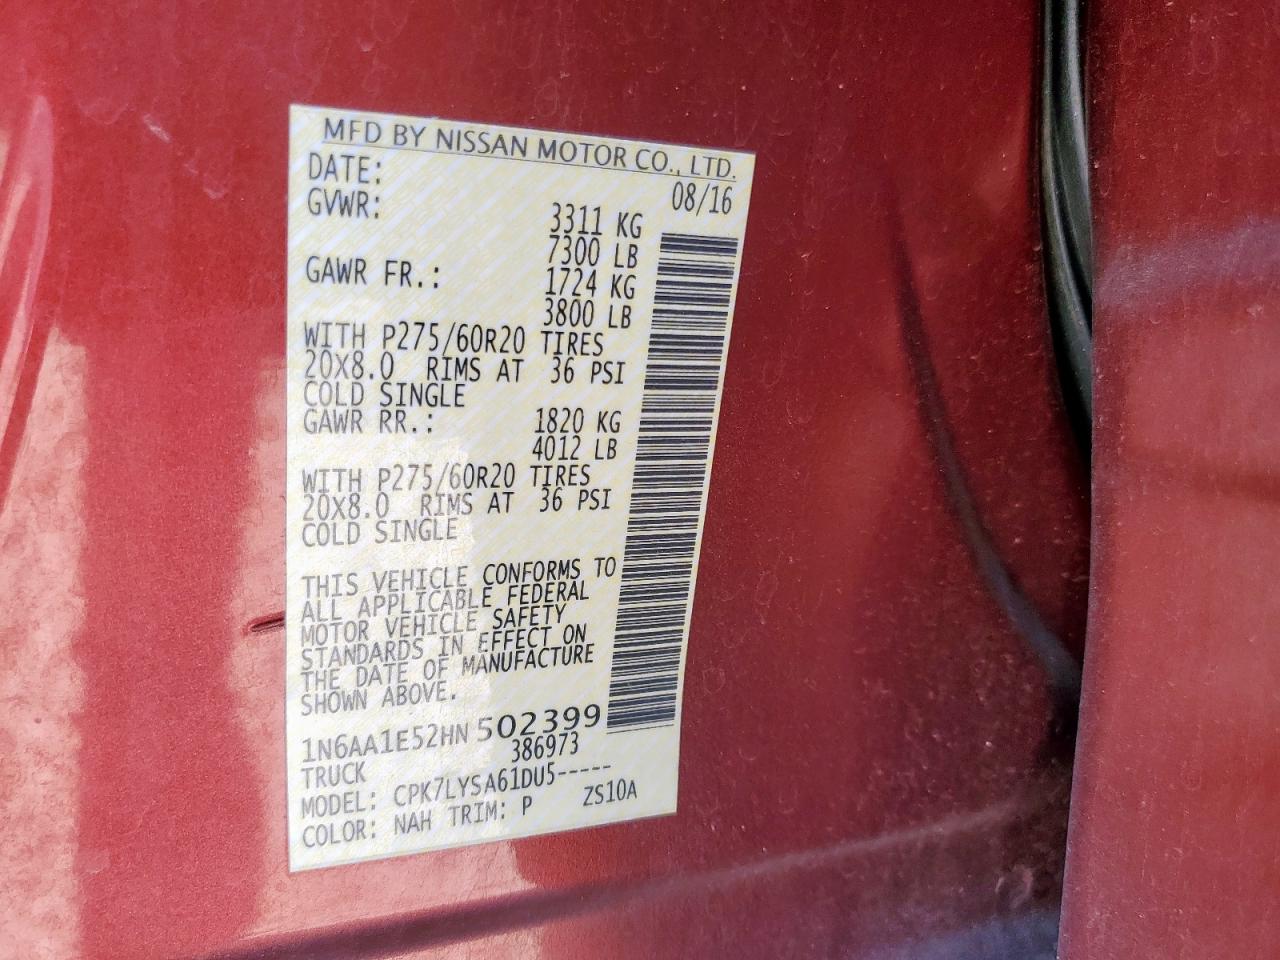 MFD BY NISSAN MOTOR CO., LTD.
DATE: 08/16
GVWR: 3311 KG
7300 LB
GAWR FR.: 1724 KG
3800 LB
WITH P275/60R20 TIRES
20X8.0 RIMS AT 36 PSI
COLD SINGLE
GAWR RR.: 1820 KG
4012 LB
WITH P275/60R20 TIRES
20X8.0 RIMS AT 36 PSI
COLD SINGLE
THIS VEHICLE CONFORMS TO
ALL APPLICABLE FEDERAL
MOTOR VEHICLE SAFETY
STANDARDS IN EFFECT ON
THE DATE OF MANUFACTURE
SHOWN ABOVE.
1N6AA1E52HN502399
TRUCK 386973
MODEL: CPK7LYSA61DU5-----
COLOR: NAH TRIM: P ZS10A